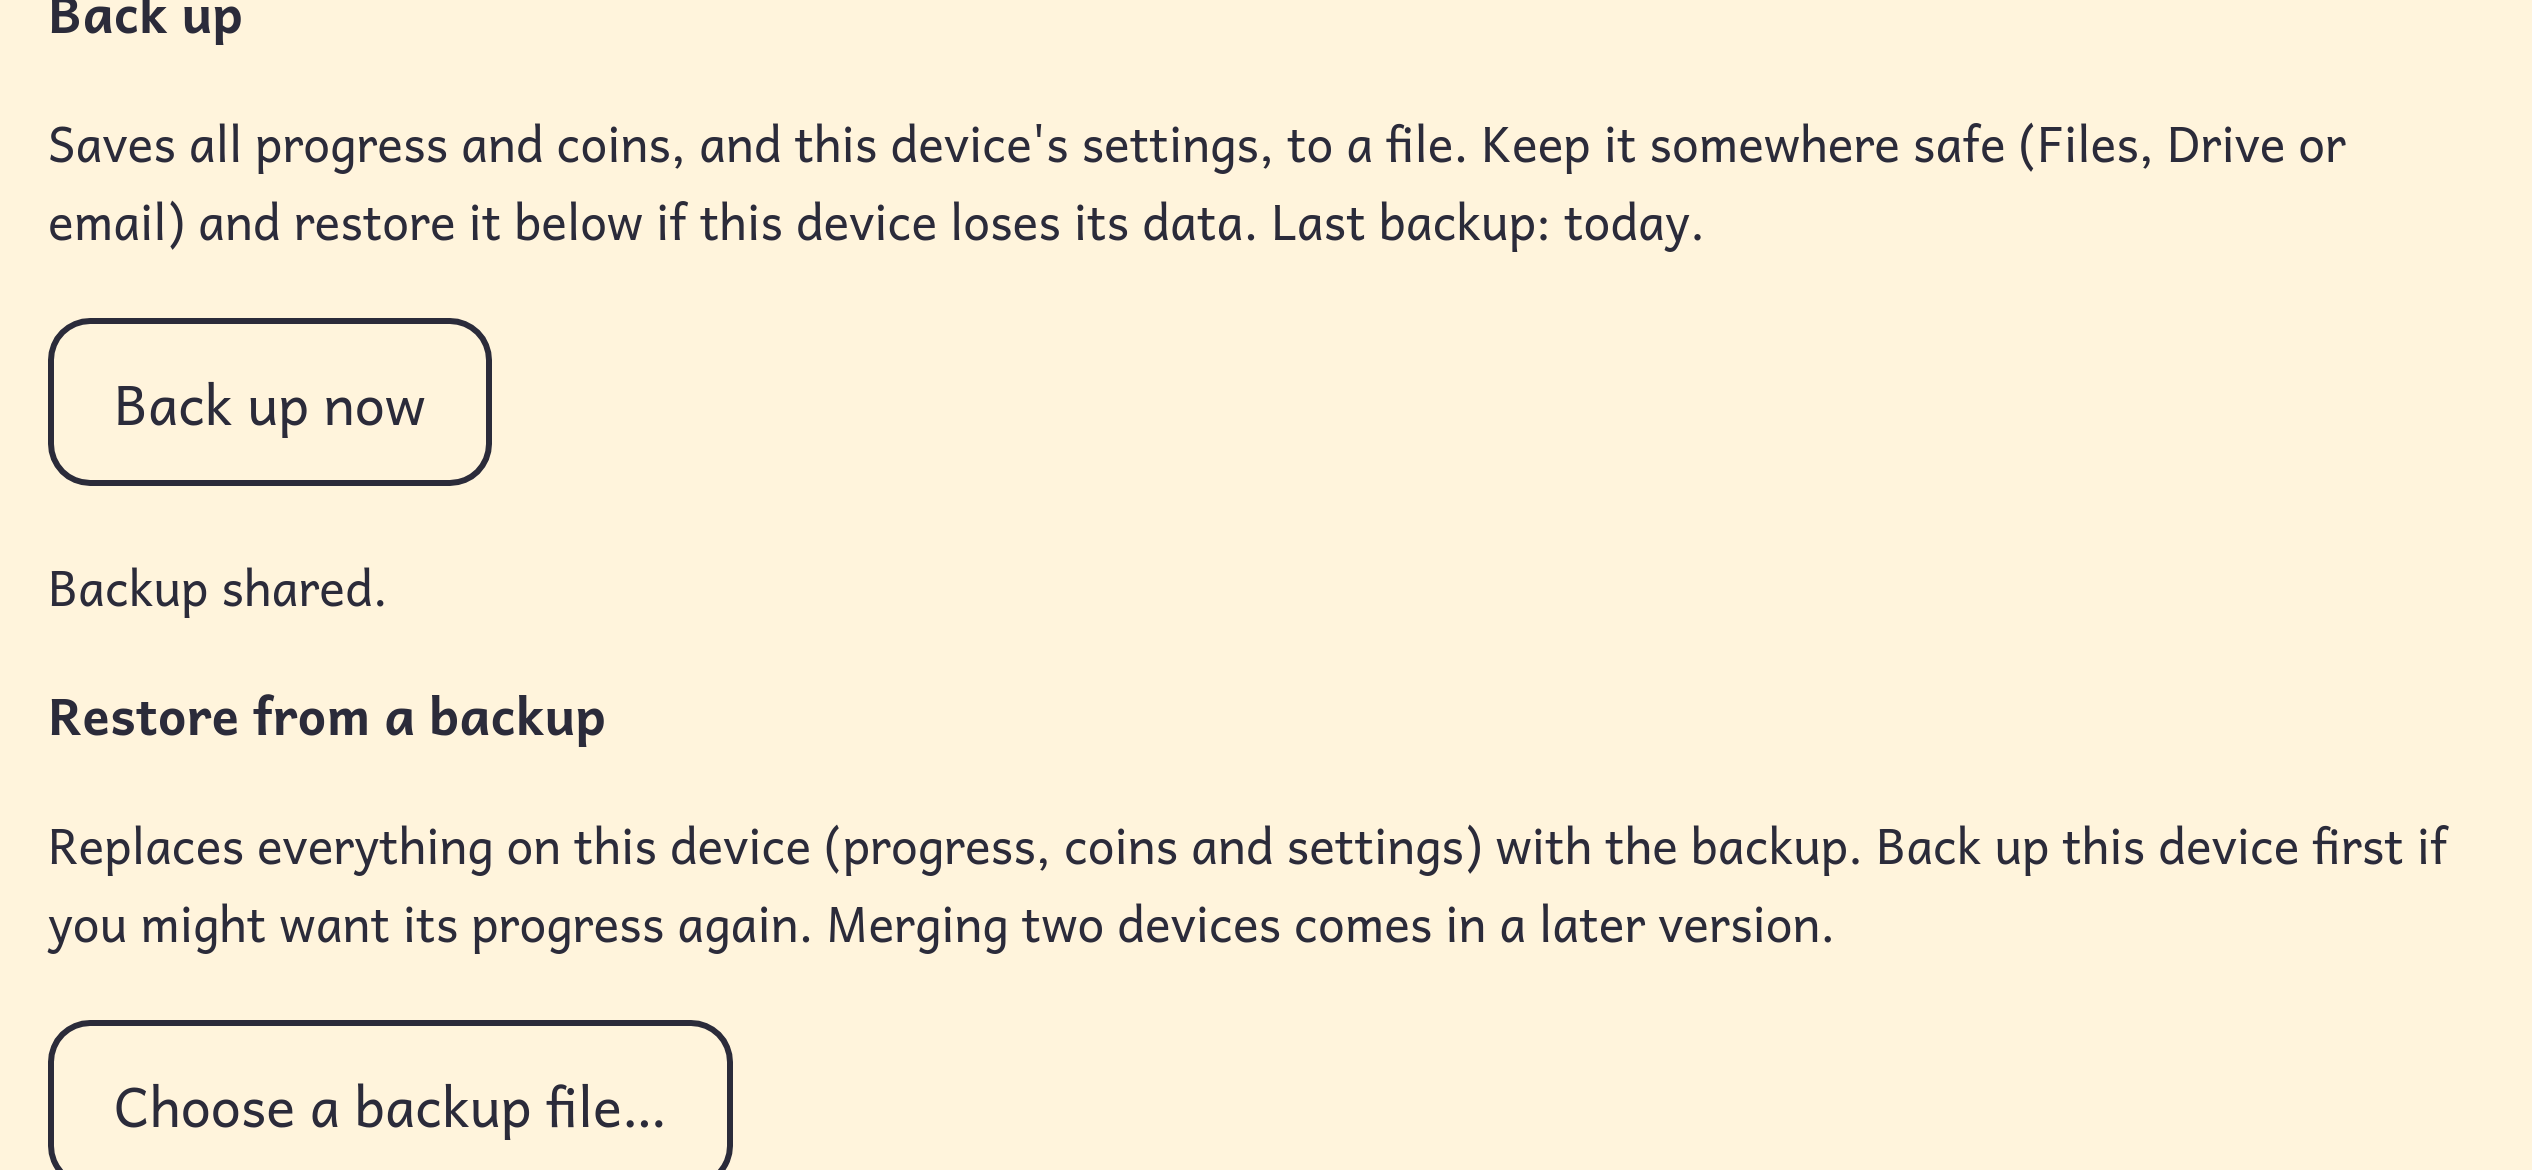 Back up
Saves all progress and coins, and this device's settings, to a file. Keep it somewhere safe (Files, Drive or
email) and restore it below if this device loses its data. Last backup: today.
Back up now
Backup shared.
Restore from a backup
Replaces everything on this device (progress, coins and settings) with the backup. Back up this device first if
you might want its progress again. Merging two devices comes in a later version.
Choose a backup file...